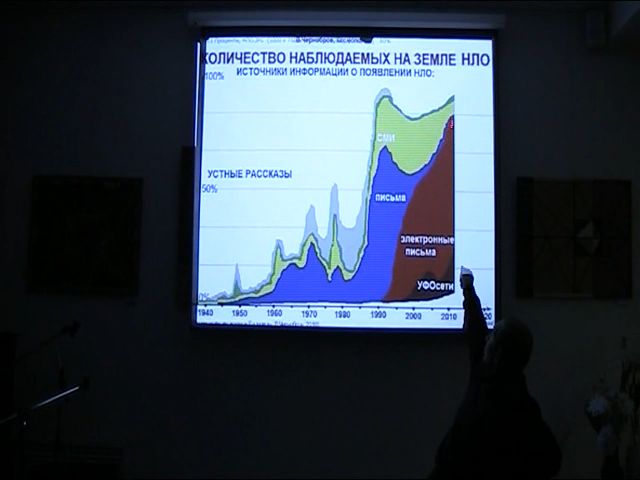 КОЛИЧЕСТВО НАБЛЮДАЕМЫХ НА ЗЕМЛЕ НЛО
ИСТОЧНИКИ ИНФОРМАЦИИ О ПОЯВЛЕНИИ НЛО:
100%
СМИ
УСТНЫЕ РАССКАЗЫ
50%
письма
электронные
письма
УФОсети
1940 1950 1960 1970 1980 1990 2000 2010